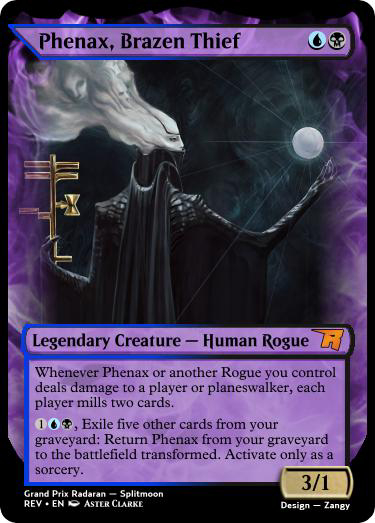 Phenax, Brazen Thief
Legendary Creature — Human Rogue
Whenever Phenax or another Rogue you control
deals damage to a player or planeswalker, each
player mills two cards.
1, Exile five other cards from your
graveyard: Return Phenax from your graveyard
to the battlefield transformed. Activate only as a
sorcery.
3/1
Grand Prix Radaran — Splitmoon
Design — Zangy
REV • EN Aster Clarke